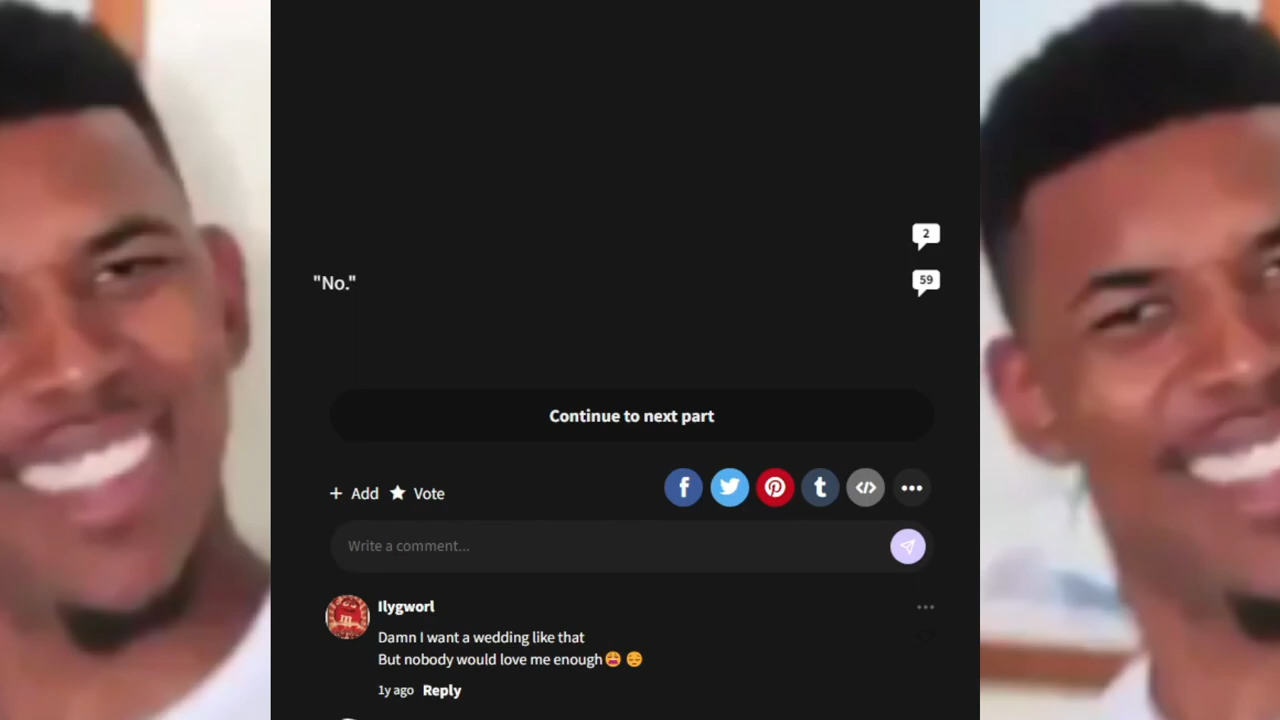 2
"No."
59
Continue to next part
+ Add ★ Vote
f
t
</>
Write a comment...
Ilygworl
m
Damn I want a wedding like that
But nobody would love me enough😩 😔
1y ago Reply